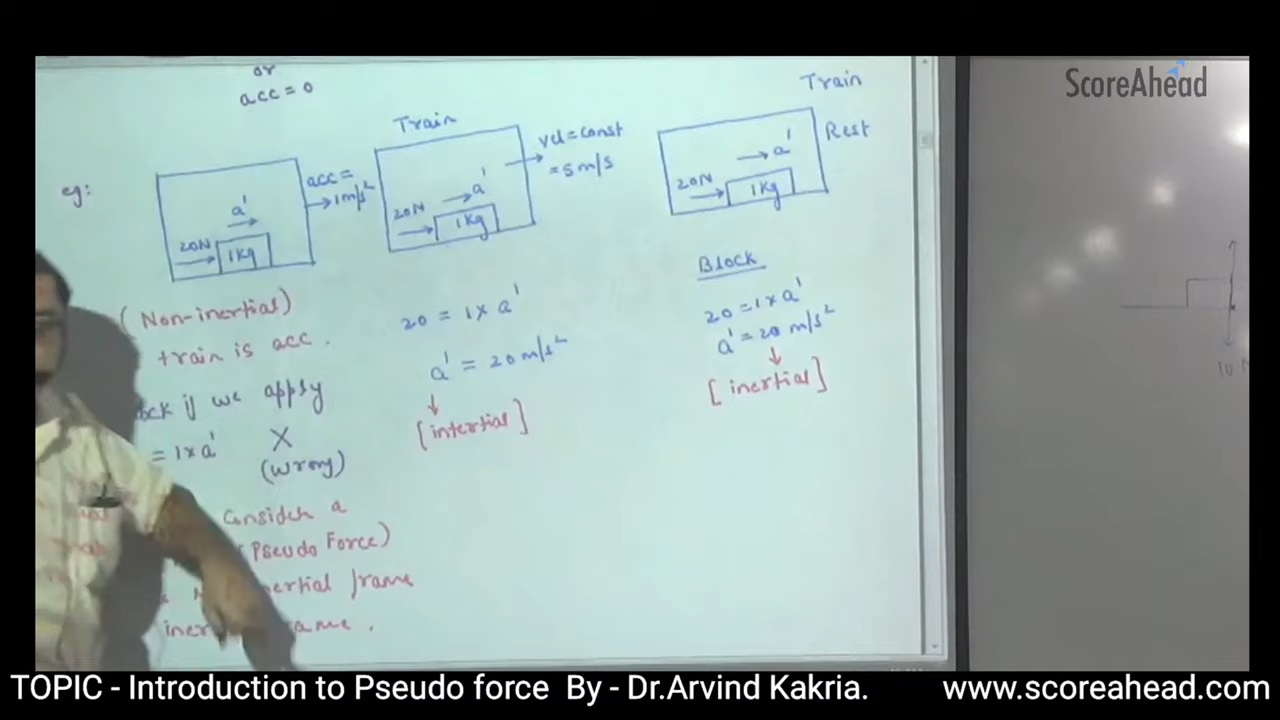 ScoreAhead
or
acc = 0
eg:
acc =
1 m/s²
a'
20N
1kg
Train
vel = const
= 5 m/s
a'
20N
1kg
Train
Rest
a'
20N
1kg
(Non-inertial)
train is acc.
if we apply
= 1 x a' X
(wrong)
Consider a
Pseudo Force)
frame
20 = 1 x a'
a' = 20 m/s²
[intertial]
Block
20 = 1 x a'
a' = 20 m/s²
[inertial]
10
TOPIC - Introduction to Pseudo force By - Dr.Arvind Kakria.
www.scoreahead.com